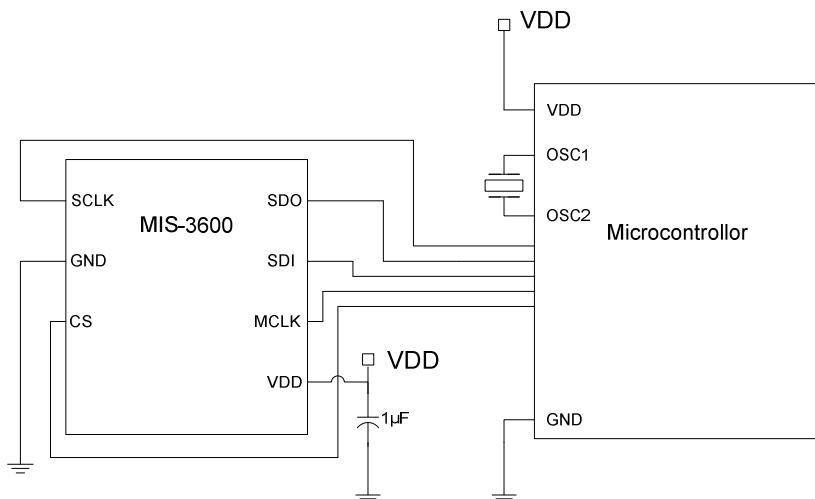 VDD
VDD
OSC1
OSC2
Microcontrollor
GND
MIS-3600
SCLK
GND
CS
SDO
SDI
MCLK
VDD
VDD
1µF